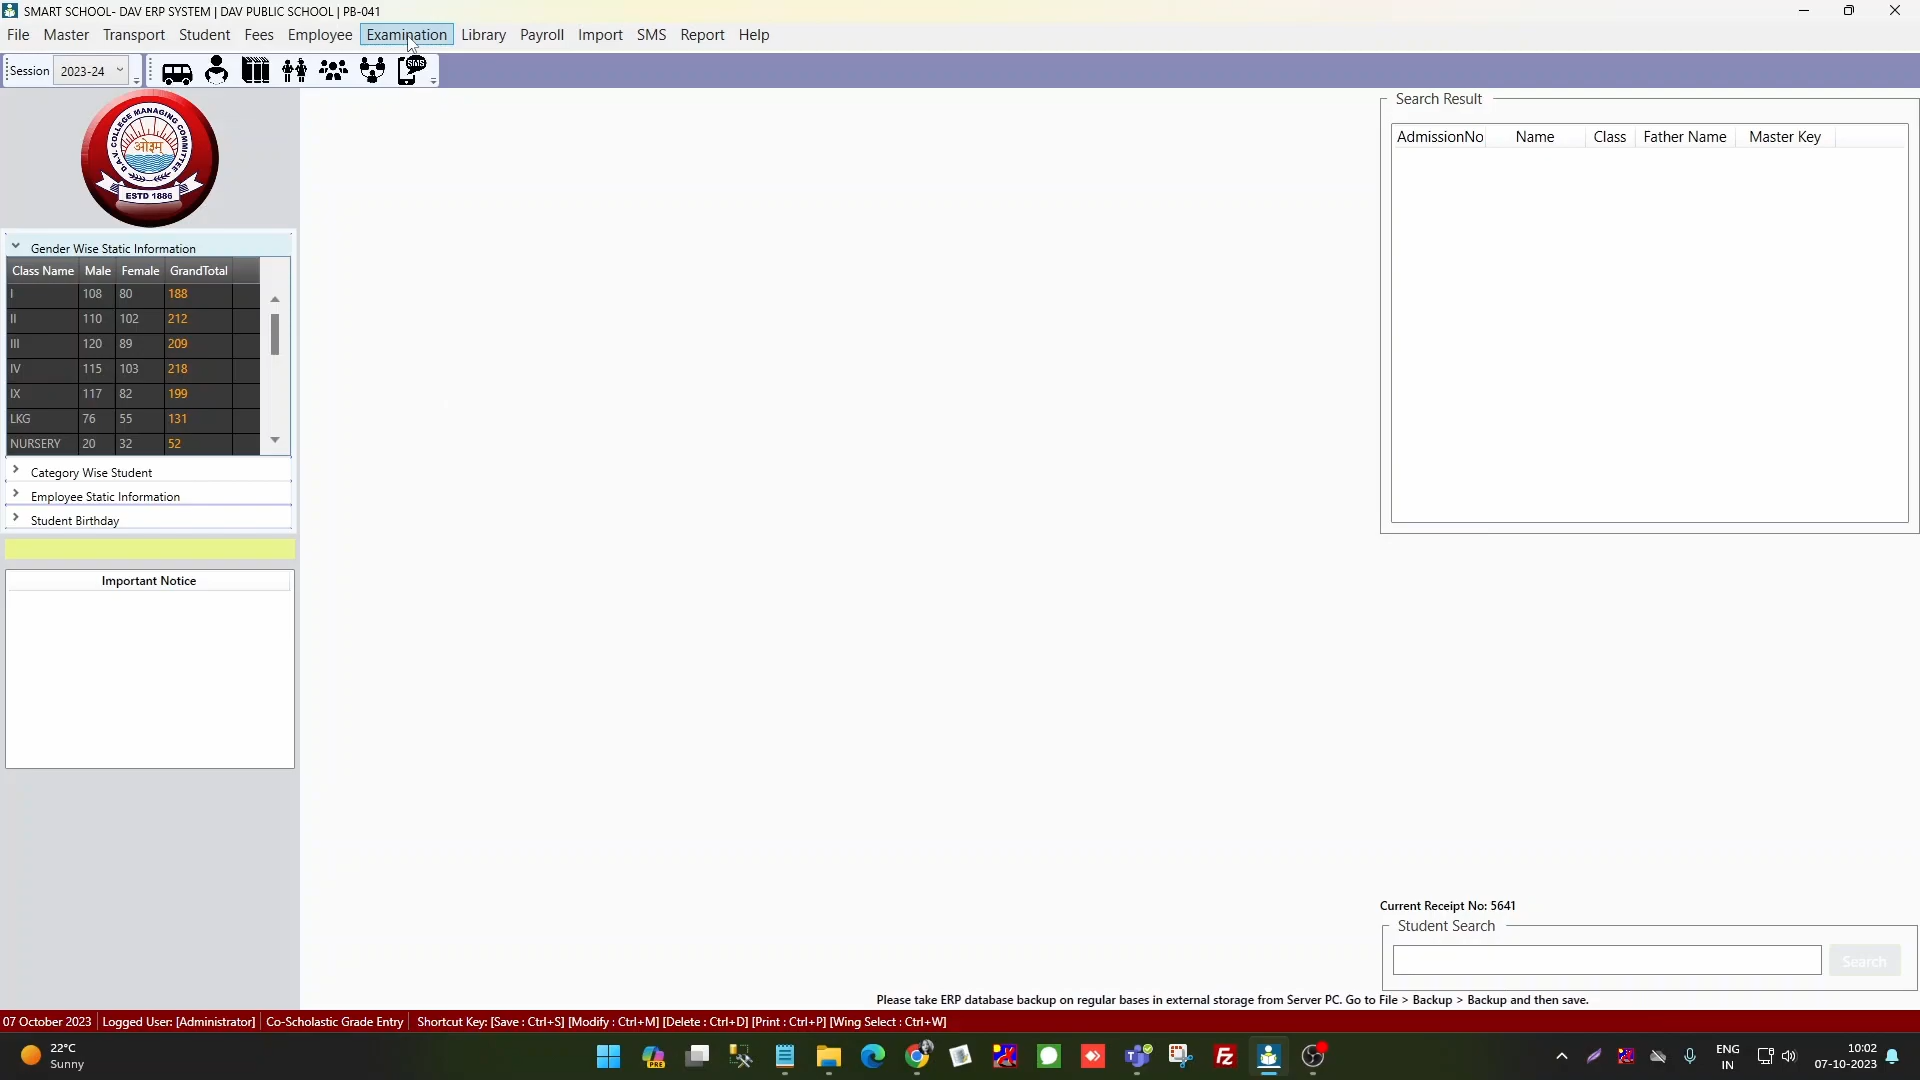 SMART SCHOOL- DAV ERP SYSTEM | DAV PUBLIC SCHOOL | PB-041
File Master Transport Student Fees Employee Examination Library Payroll Import SMS Report Help
Session 2023-24 SMS
D.A.V. COLLEGE MANAGING COMMITTEE
ओ३म्
ESTD 1886
Gender Wise Static Information
Class Name Male Female GrandTotal
I 108 80 188
II 110 102 212
III 120 89 209
IV 115 103 218
IX 117 82 199
LKG 76 55 131
NURSERY 20 32 52
Category Wise Student
Employee Static Information
Student Birthday
Important Notice
Search Result
AdmissionNo Name Class Father Name Master Key
Current Receipt No: 5641
Student Search
Search
Please take ERP database backup on regular bases in external storage from Server PC. Go to File > Backup > Backup and then save.
07 October 2023 Logged User: [Administrator] Co-Scholastic Grade Entry Shortcut Key: [Save : Ctrl+S] [Modify : Ctrl+M] [Delete : Ctrl+D] [Print : Ctrl+P] [Wing Select : Ctrl+W]
22°C
Sunny
PRE
FZ
ENG
IN
10:02
07-10-2023